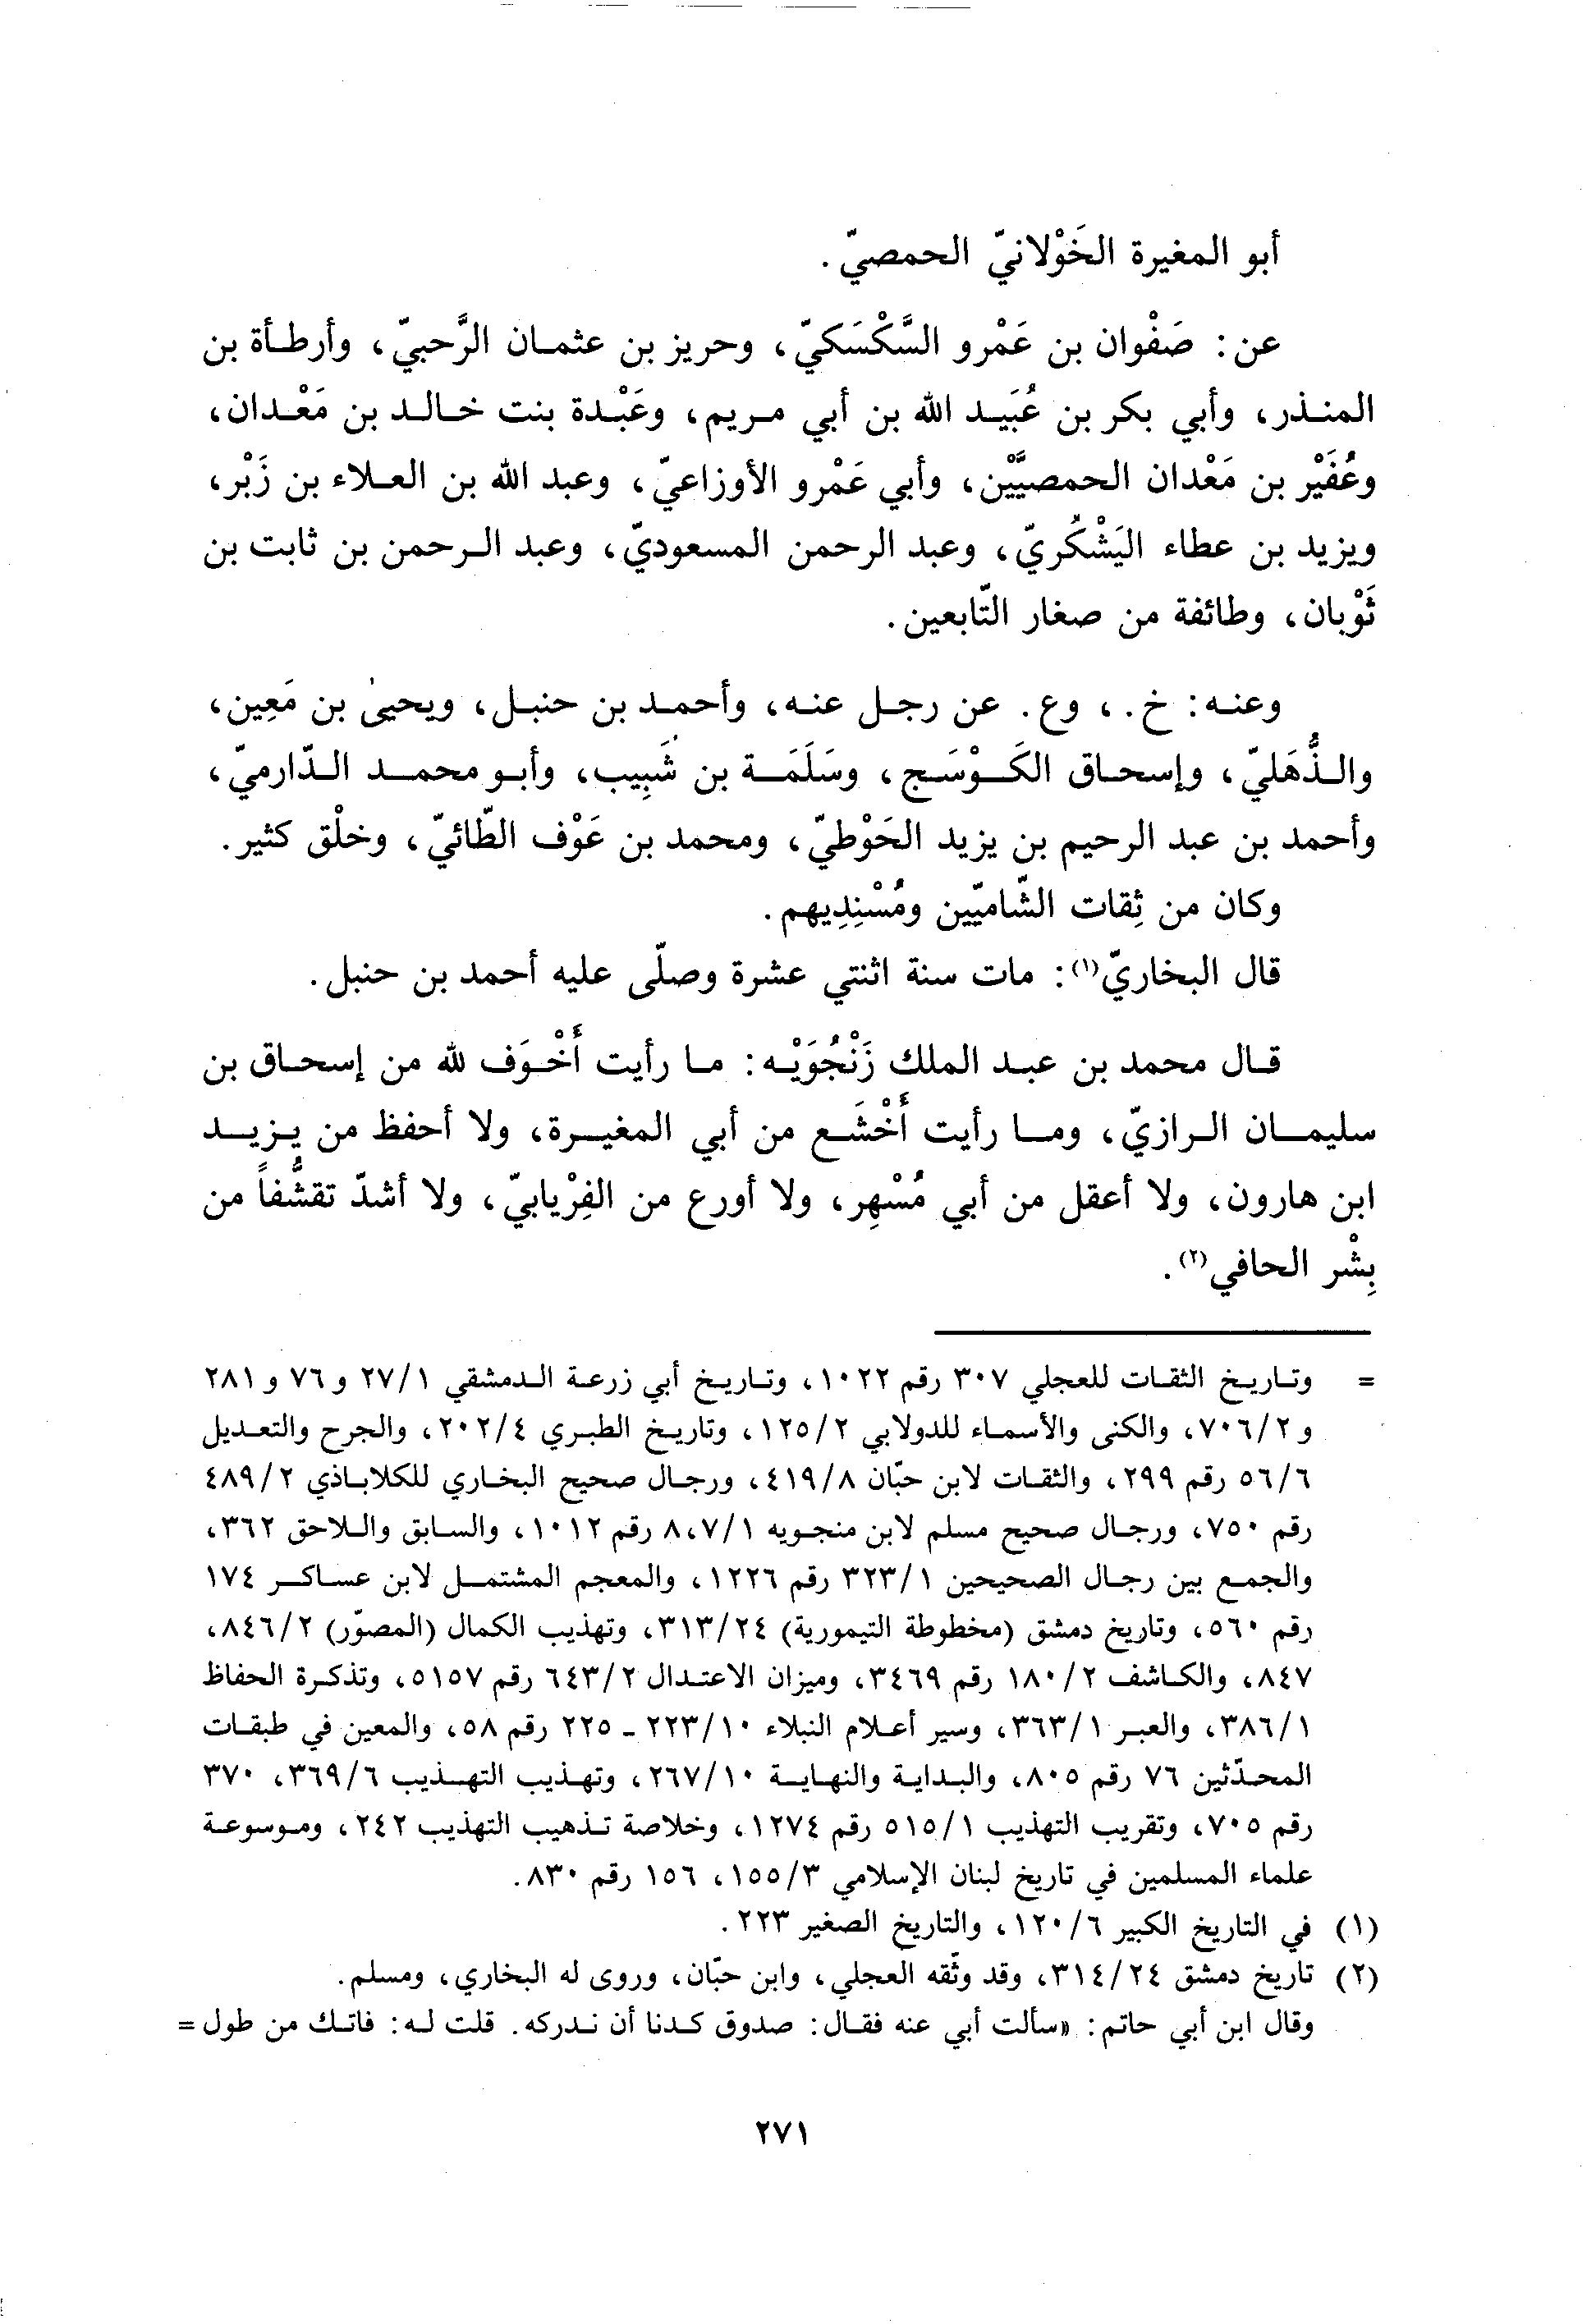 أبو المغيرة الخَوْلانيّ الحمصيّ.
عن: صَفْوان بن عَمْرو السَّكْسَكيّ، وحريز بن عثمان الرَّحبيّ، وأرطأة بن
المنذر، وأبي بكر بن عُبَيد الله بن أبي مريم، وعَبْدة بنت خالد بن مَعْدان،
وعُفَيْر بن مَعْدان الحمصيَّيْن، وأبي عَمْرو الأوزاعيّ، وعبد الله بن العلاء بن زَبْر،
ويزيد بن عطاء اليَشْكُريّ، وعبد الرحمن المسعوديّ، وعبد الرحمن بن ثابت بن
ثَوْبان، وطائفة من صغار التّابعين.
وعنه: خ.، وع. عن رجل عنه، وأحمد بن حنبل، ويحيىٰ بن مَعِين،
والذُّهَليّ، وإسحاق الكَوْسَج، وسَلَمَة بن شَبِيب، وأبو محمد الدّارميّ،
وأحمد بن عبد الرحيم بن يزيد الحَوْطيّ، ومحمد بن عَوْف الطّائيّ، وخلْق كثير.
وكان من ثِقات الشّاميّين ومُسْنِدِيهم.
قال البخاريّ(١): مات سنة اثنتي عشرة وصلّى عليه أحمد بن حنبل.
قال محمد بن عبد الملك زَنْجُوَيْه: ما رأيت أَخْوَف لله من إسحاق بن
سليمان الرازيّ، وما رأيت أَخْشَع من أبي المغيرة، ولا أحفظ من يزيد
ابن هارون، ولا أعقل من أبي مُسْهِر، ولا أورع من الفِرْيابيّ، ولا أشدّ تقشُّفاً من
بِشْر الحافي(٢).
= وتاريخ الثقات للعجلي ٣٠٧ رقم ١٠٢٢، وتاريخ أبي زرعة الدمشقي ٢٧/١ و ٧٦ و ٢٨١
و ٧٠٦/٢، والكنى والأسماء للدولابي ١٢٥/٢، وتاريخ الطبري ٢٠٢/٤، والجرح والتعديل
٥٦/٦ رقم ٢٩٩، والثقات لابن حبّان ٤١٩/٨، ورجال صحيح البخاري للكلاباذي ٤٨٩/٢
رقم ٧٥٠، ورجال صحيح مسلم لابن منجويه ٨،٧/١ رقم ١٠١٢، والسابق واللاحق ٣٦٢،
والجمع بين رجال الصحيحين ٣٢٣/١ رقم ١٢٢٦، والمعجم المشتمل لابن عساكر ١٧٤
رقم ٥٦٠، وتاريخ دمشق (مخطوطة التيمورية) ٣١٣/٢٤، وتهذيب الكمال (المصوّر) ٨٤٦/٢،
٨٤٧، والكاشف ١٨٠/٢ رقم ٣٤٦٩، وميزان الاعتدال ٦٤٣/٢ رقم ٥١٥٧، وتذكرة الحفاظ
٣٨٦/١، والعبر ٣٦٣/١، وسير أعلام النبلاء ٢٢٣/١٠ ـ ٢٢٥ رقم ٥٨، والمعين في طبقات
المحدّثين ٧٦ رقم ٨٠٥، والبداية والنهاية ٢٦٧/١٠، وتهذيب التهذيب ٣٦٩/٦، ٣٧٠
رقم ٧٠٥، وتقريب التهذيب ٥١٥/١ رقم ١٢٧٤، وخلاصة تذهيب التهذيب ٢٤٢، وموسوعة
علماء المسلمين في تاريخ لبنان الإسلامي ١٥٥/٣، ١٥٦ رقم ٨٣٠.
(١) في التاريخ الكبير ١٢٠/٦، والتاريخ الصغير ٢٢٣.
(٢) تاريخ دمشق ٣١٤/٢٤، وقد وثّقه العجلي، وابن حبّان، وروى له البخاري، ومسلم.
وقال ابن أبي حاتم: «سألت أبي عنه فقال: صدوق كدنا أن ندركه. قلت له: فاتك من طول =
٢٧١